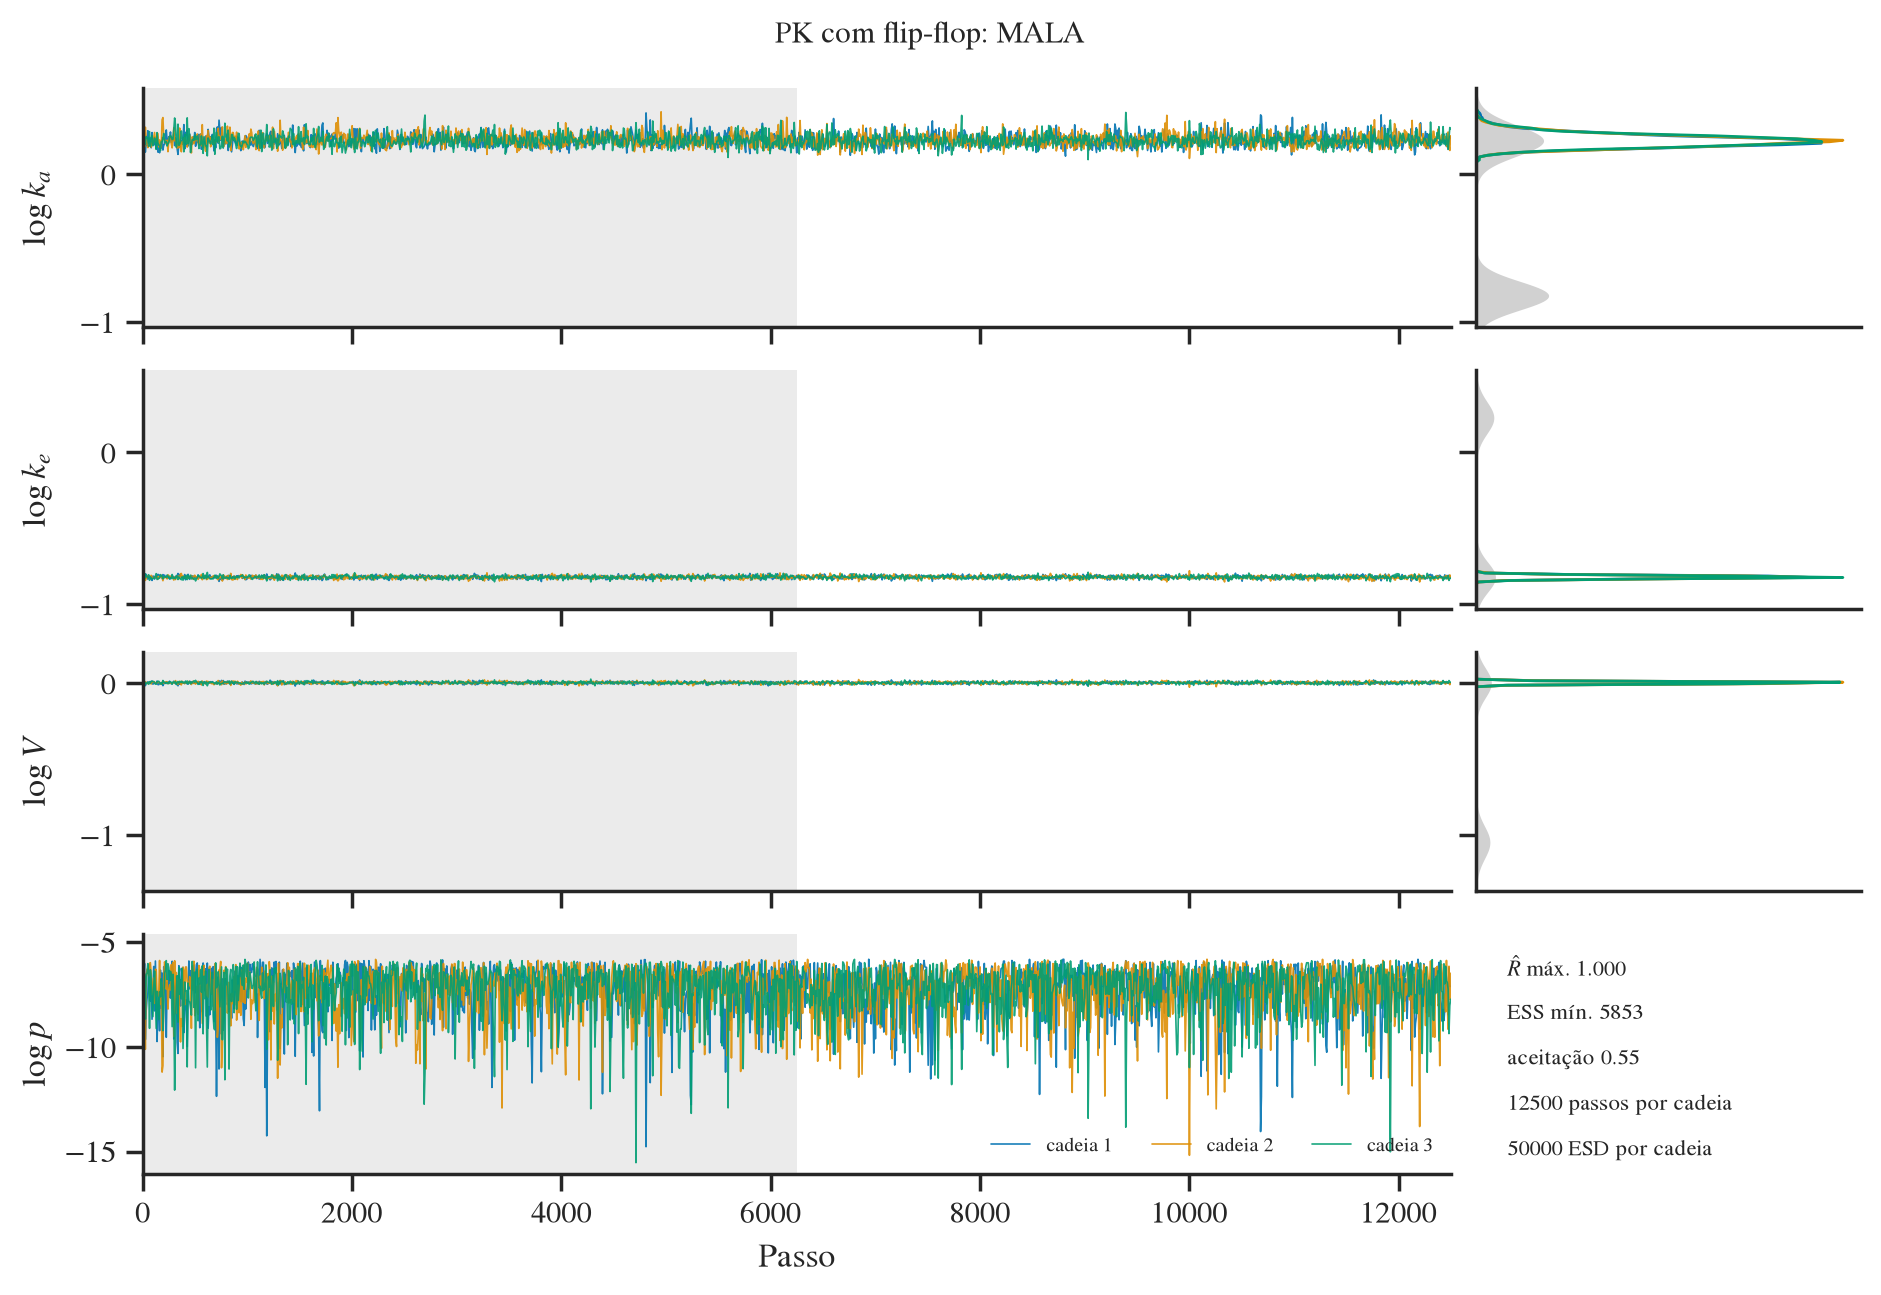 PK com flip-flop: MALA
log kₐ
0
−1
log kₑ
0
−1
log V
0
−1
log p
−5
−10
−15
cadeia 1
cadeia 2
cadeia 3
R̂ máx. 1.000
ESS mín. 5853
aceitação 0.55
12500 passos por cadeia
50000 ESD por cadeia
0 2000 4000 6000 8000 10000 12000
Passo